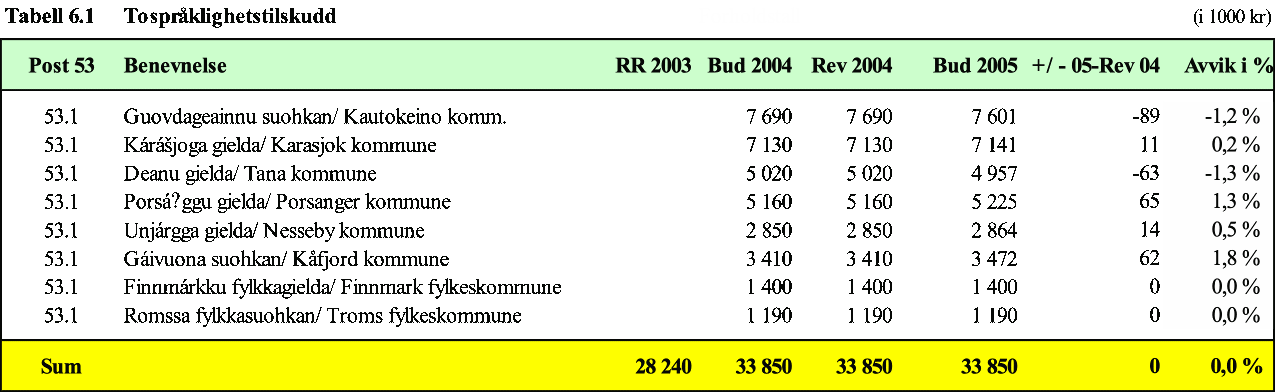 Tabell 6.1 Tospråklighetstilskudd (i 1000 kr)
Post 53 Benevnelse RR 2003 Bud 2004 Rev 2004 Bud 2005 +/ - 05-Rev 04 Avvik i %
53.1 Guovdageainnu suohkan/ Kautokeino komm. 7 690 7 690 7 601 -89 -1,2 %
53.1 Kárášjoga gielda/ Karasjok kommune 7 130 7 130 7 141 11 0,2 %
53.1 Deanu gielda/ Tana kommune 5 020 5 020 4 957 -63 -1,3 %
53.1 Porsá?ggu gielda/ Porsanger kommune 5 160 5 160 5 225 65 1,3 %
53.1 Unjárgga gielda/ Nesseby kommune 2 850 2 850 2 864 14 0,5 %
53.1 Gáivuona suohkan/ Kåfjord kommune 3 410 3 410 3 472 62 1,8 %
53.1 Finnmárkku fylkkagielda/ Finnmark fylkeskommune 1 400 1 400 1 400 0 0,0 %
53.1 Romssa fylkkasuohkan/ Troms fylkeskommune 1 190 1 190 1 190 0 0,0 %
Sum 28 240 33 850 33 850 33 850 0 0,0 %